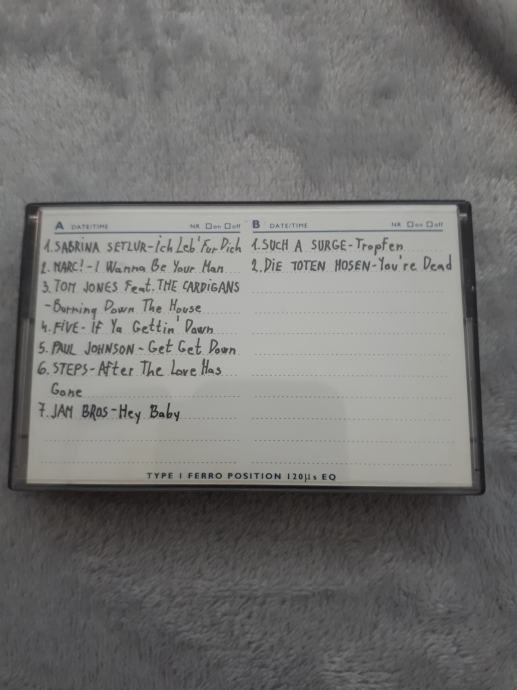 A DATE/TIME NR □on □off
1. SABRINA SETLUR-Ich Leb' Fur Dich
2. MARC!-I Wanna Be Your Man
3. TOM JONES Feat. THE CARDIGANS
-Burning Down The House
4. FIVE- If Ya Gettin' Down
5. PAUL JOHNSON-Get Get Down
6. STEPS-After The Love Has
Gone
7. JAM BROS-Hey Baby
B DATE/TIME NR □on □off
1. SUCH A SURGE-Tropfen
2. DIE TOTEN HOSEN-You're Dead
TYPE I FERRO POSITION 120µs EQ